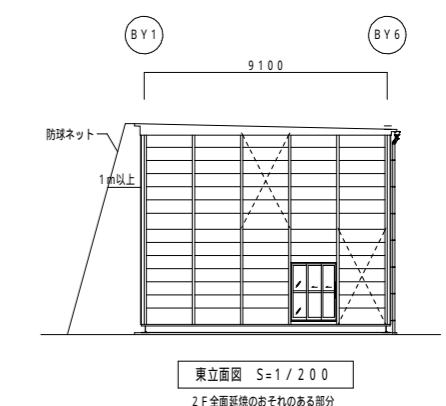 BY1
BY6
9100
防球ネット
1m以上
東立面図 S=1/200
2F全面延焼のおそれのある部分